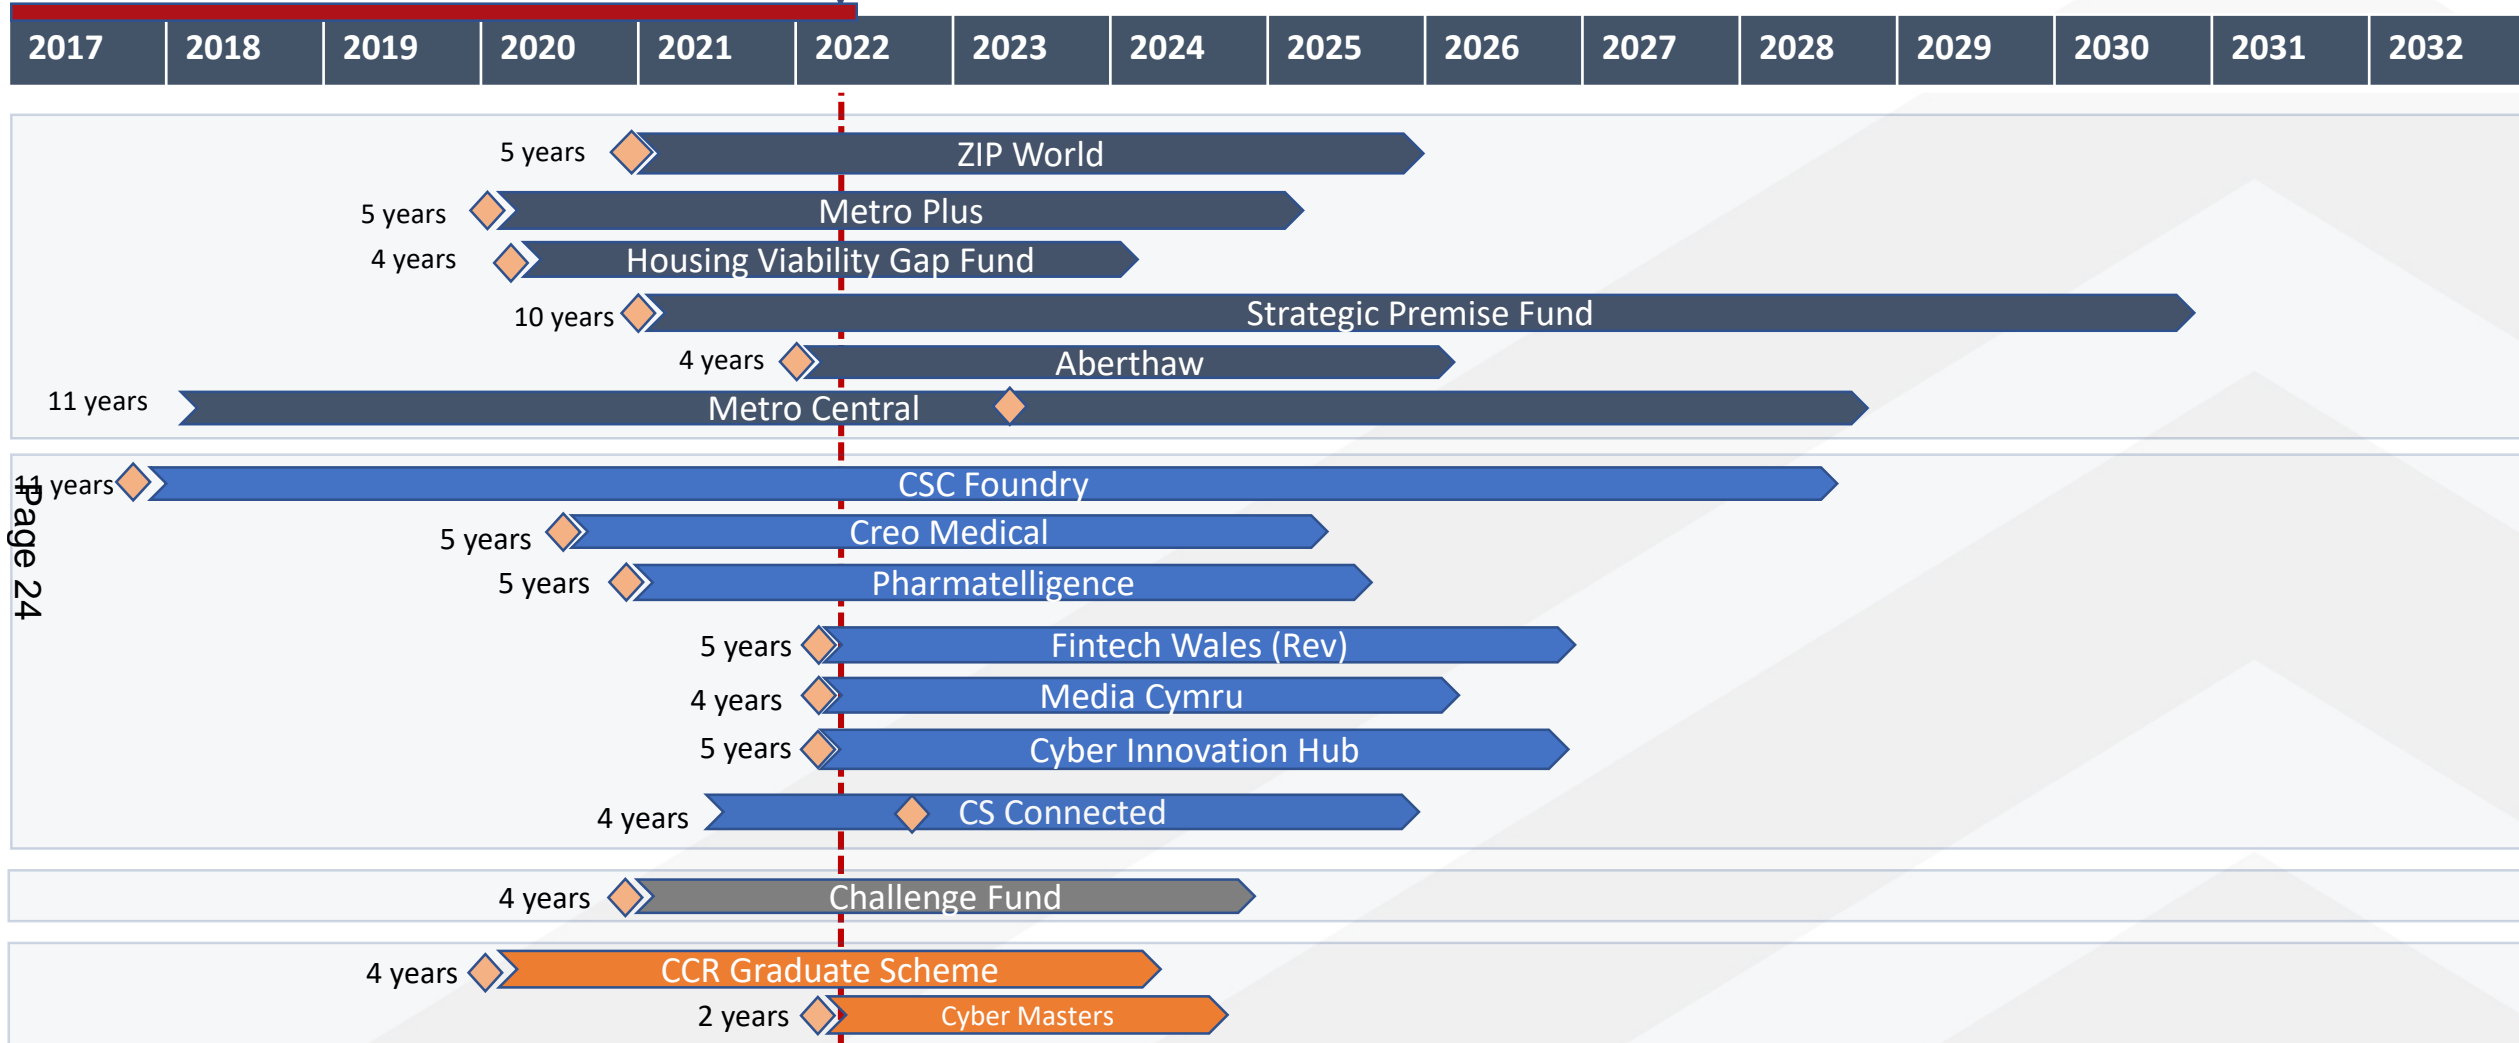 2017 2018 2019 2020 2021 2022 2023 2024 2025 2026 2027 2028 2029 2030 2031 2032
5 years ZIP World
5 years Metro Plus
4 years Housing Viability Gap Fund
10 years Strategic Premise Fund
4 years Aberthaw
11 years Metro Central
11 years CSC Foundry
Page 24
5 years Creo Medical
5 years Pharmatelligence
5 years Fintech Wales (Rev)
4 years Media Cymru
5 years Cyber Innovation Hub
4 years CS Connected
4 years Challenge Fund
4 years CCR Graduate Scheme
2 years Cyber Masters